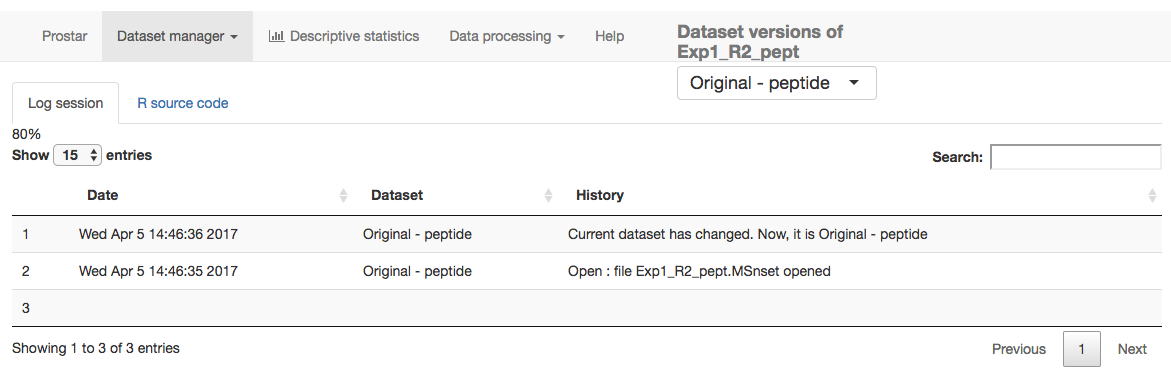 Prostar Dataset manager Descriptive statistics Data processing Help
Dataset versions of
Exp1_R2_pept
Original - peptide
Log session R source code
80%
Show 15 entries
Search:
Date Dataset History
1 Wed Apr 5 14:46:36 2017 Original - peptide Current dataset has changed. Now, it is Original - peptide
2 Wed Apr 5 14:46:35 2017 Original - peptide Open : file Exp1_R2_pept.MSnset opened
3
Showing 1 to 3 of 3 entries
Previous 1 Next